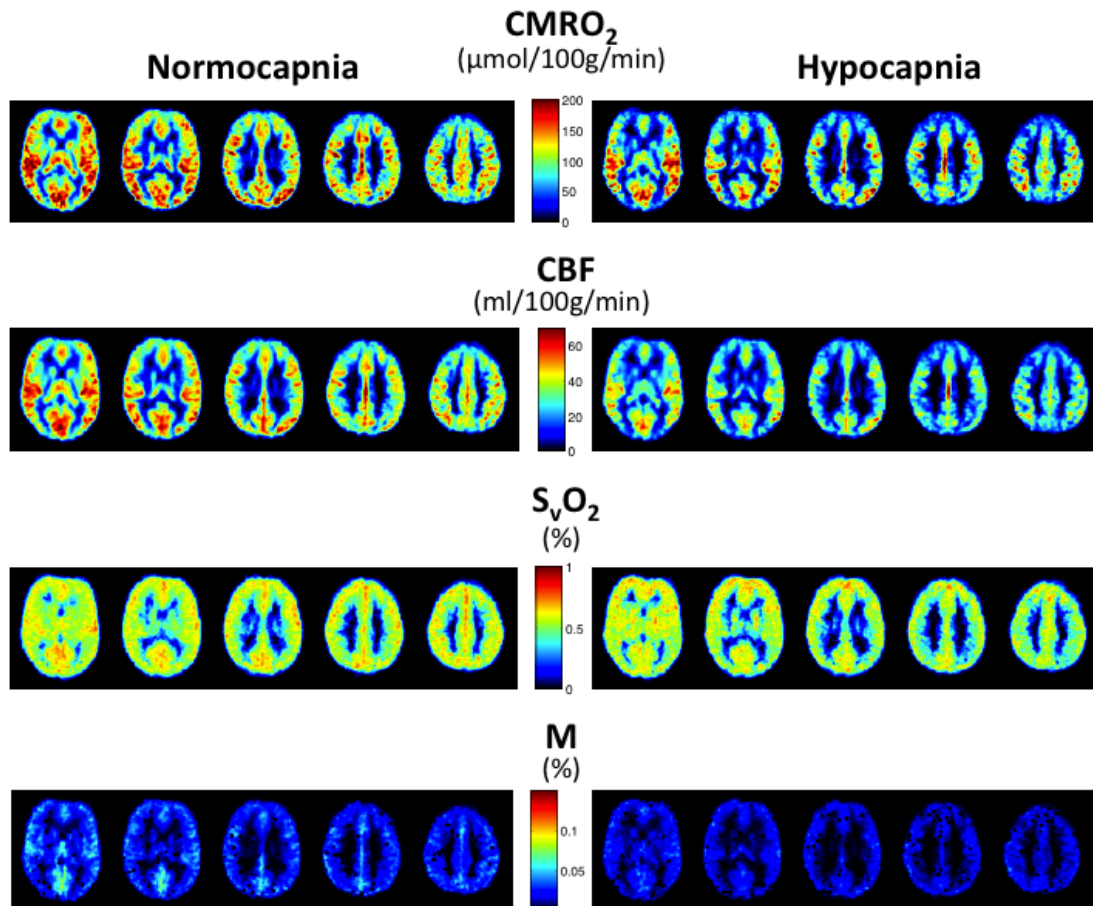 CMRO₂
(µmol/100g/min)
Normocapnia
Hypocapnia
200
150
100
50
0
CBF
(ml/100g/min)
60
40
20
0
SᵥO₂
(%)
1
0.5
0
M
(%)
0.1
0.05